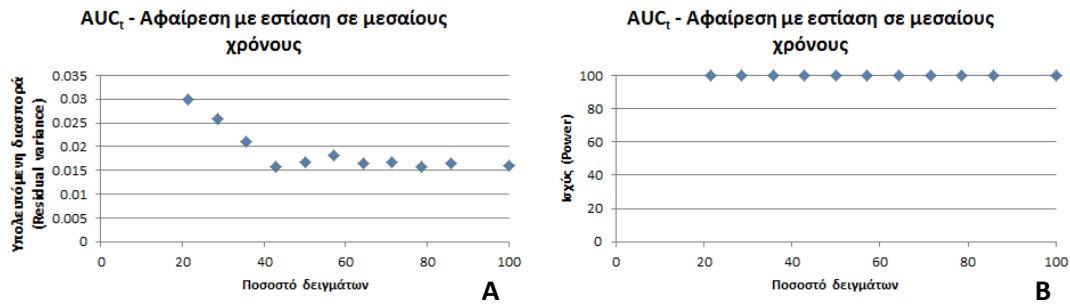 AUCt - Αφαίρεση με εστίαση σε μεσαίους
χρόνους
Υπολειπόμενη διασπορά
(Residual variance)
0.035
0.03
0.025
0.02
0.015
0.01
0.005
0
0 20 40 60 80 100
Ποσοστό δειγμάτων
A
AUCt - Αφαίρεση με εστίαση σε μεσαίους
χρόνους
Ισχύς (Power)
100
80
60
40
20
0
0 20 40 60 80 100
Ποσοστό δειγμάτων
B